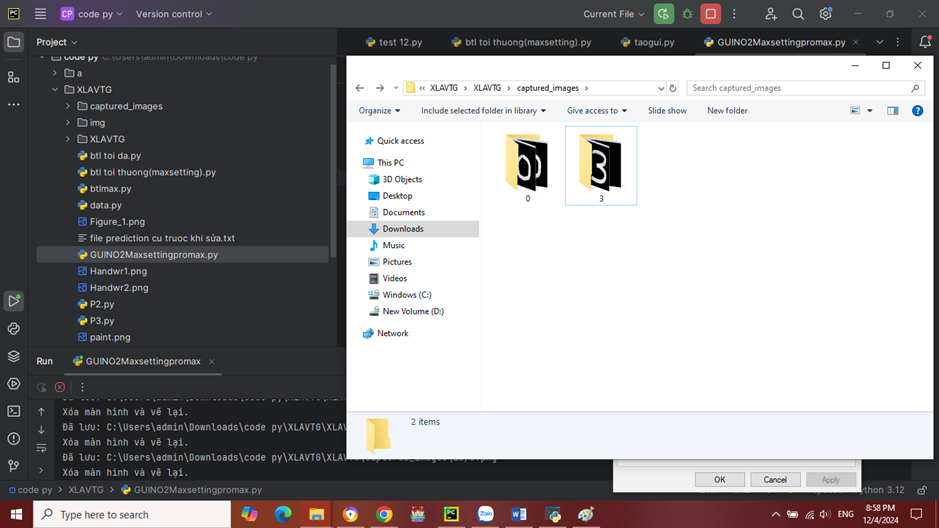 PC
CP code py Version control Current File
Project
test 12.py btl toi thuong(maxsetting).py taogui.py GUINO2Maxsettingpromax.py
code py C:\Users\admin\Downloads\code py
a
XLAVTG
captured_images
img
XLAVTG
btl toi da.py
btl toi thuong(maxsetting).py
btlmax.py
data.py
Figure_1.png
file prediction cu truoc khi sửa.txt
GUINO2Maxsettingpromax.py
Handwr1.png
Handwr2.png
P2.py
P3.py
paint.png
« XLAVTG › XLAVTG › captured_images › Search captured_images
Organize Include selected folder in library Give access to Slide show New folder
Quick access
This PC
3D Objects
Desktop
Documents
Downloads
Music
Pictures
Videos
Windows (C:)
New Volume (D:)
Network
0
3
0 3
2 items
Run GUINO2Maxsettingpromax
Xóa màn hình và vẽ lại.
Đã lưu: C:\Users\admin\Downloads\code py\XLAVTG\XLAV
Xóa màn hình và vẽ lại.
Đã lưu: C:\Users\admin\Downloads\code py\XLAVTG\XLAV
Xóa màn hình và vẽ lại.
OK Cancel Apply
code py › XLAVTG › GUINO2Maxsettingpromax.py
Python 3.12
Type here to search
PC Zalo W
ENG 8:58 PM
12/4/2024